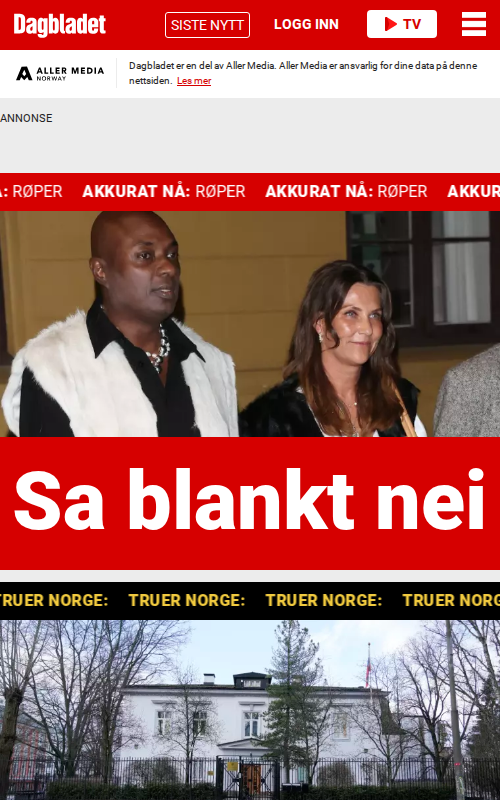 Dagbladet
SISTE NYTT
LOGG INN
TV
ALLER MEDIA
NORWAY
Dagbladet er en del av Aller Media. Aller Media er ansvarlig for dine data på denne
nettsiden. Les mer
ANNONSE
: RØPER AKKURAT NÅ: RØPER AKKURAT NÅ: RØPER AKKUR
Sa blankt nei
TRUER NORGE: TRUER NORGE: TRUER NORGE: TRUER NORG